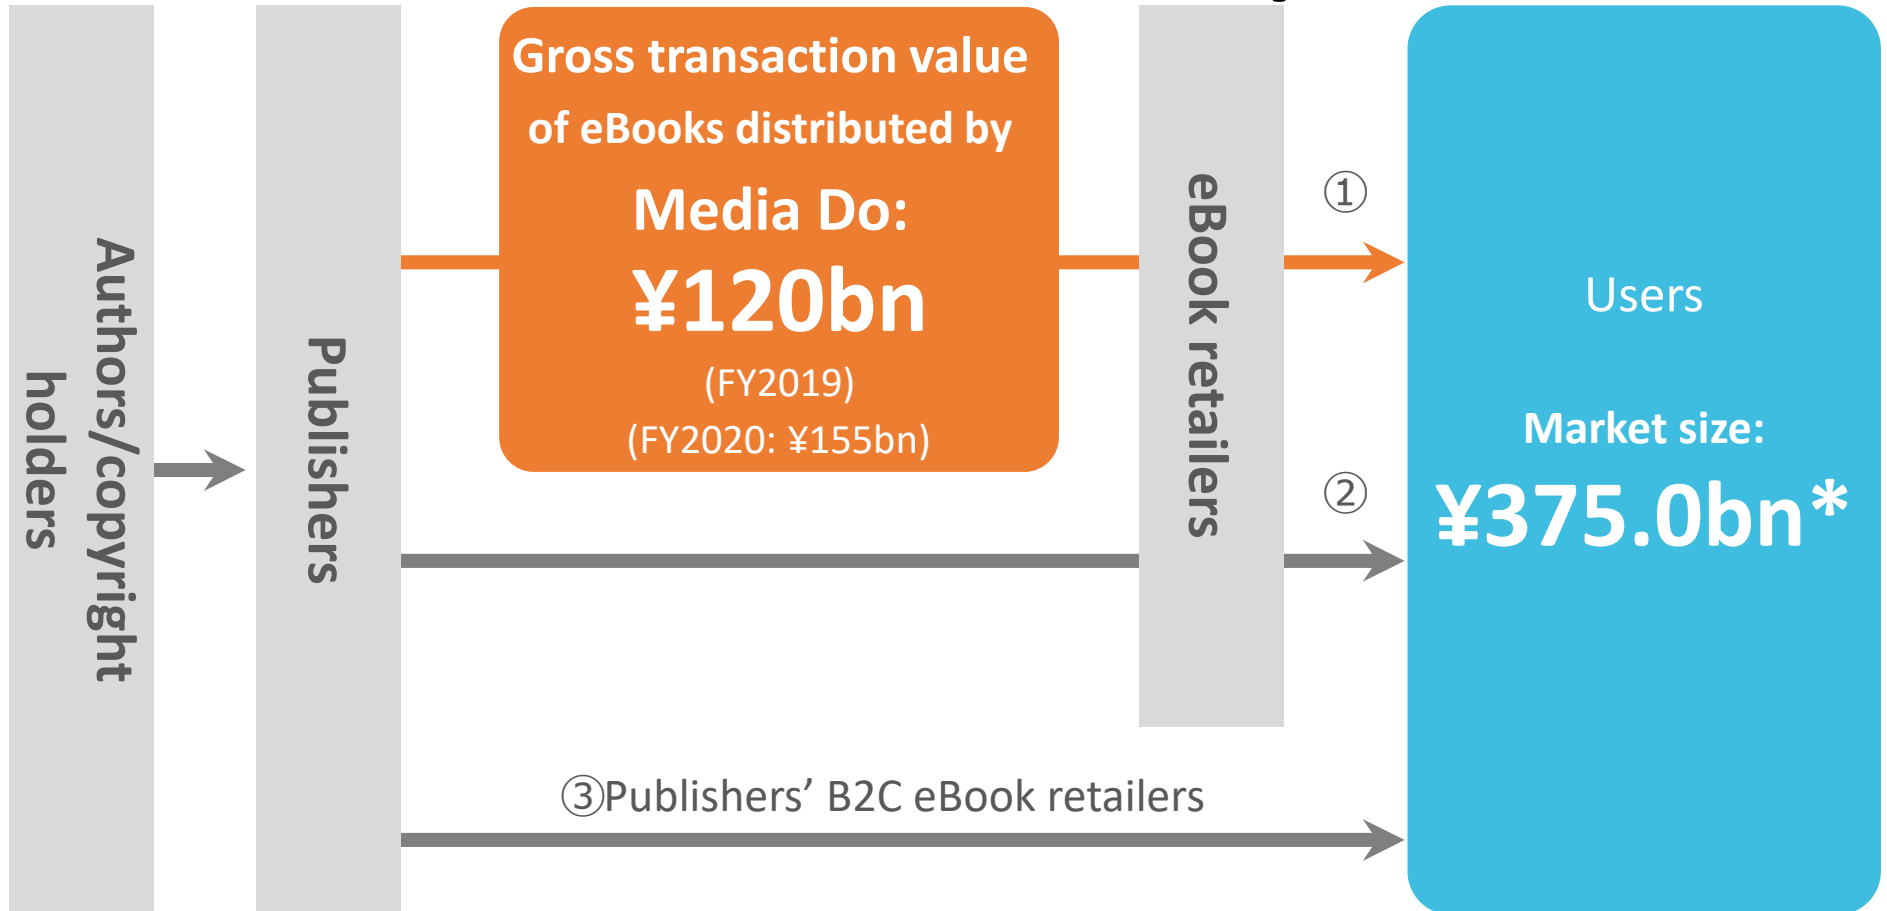 Authors/copyright
holders
Publishers
Gross transaction value
of eBooks distributed by
Media Do:
¥120bn
(FY2019)
(FY2020: ¥155bn)
eBook retailers
①
②
③Publishers’ B2C eBook retailers
Users
Market size:
¥375.0bn*